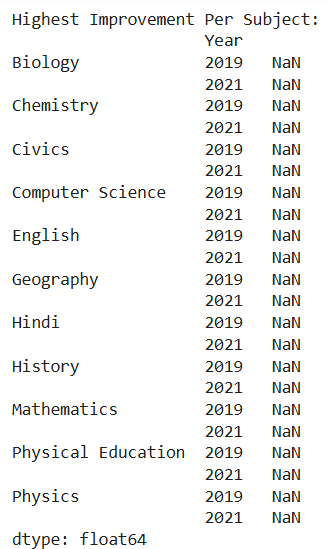 Highest Improvement Per Subject:
                    Year
Biology             2019   NaN
                    2021   NaN
Chemistry           2019   NaN
                    2021   NaN
Civics              2019   NaN
                    2021   NaN
Computer Science    2019   NaN
                    2021   NaN
English             2019   NaN
                    2021   NaN
Geography           2019   NaN
                    2021   NaN
Hindi               2019   NaN
                    2021   NaN
History             2019   NaN
                    2021   NaN
Mathematics         2019   NaN
                    2021   NaN
Physical Education  2019   NaN
                    2021   NaN
Physics             2019   NaN
                    2021   NaN
dtype: float64